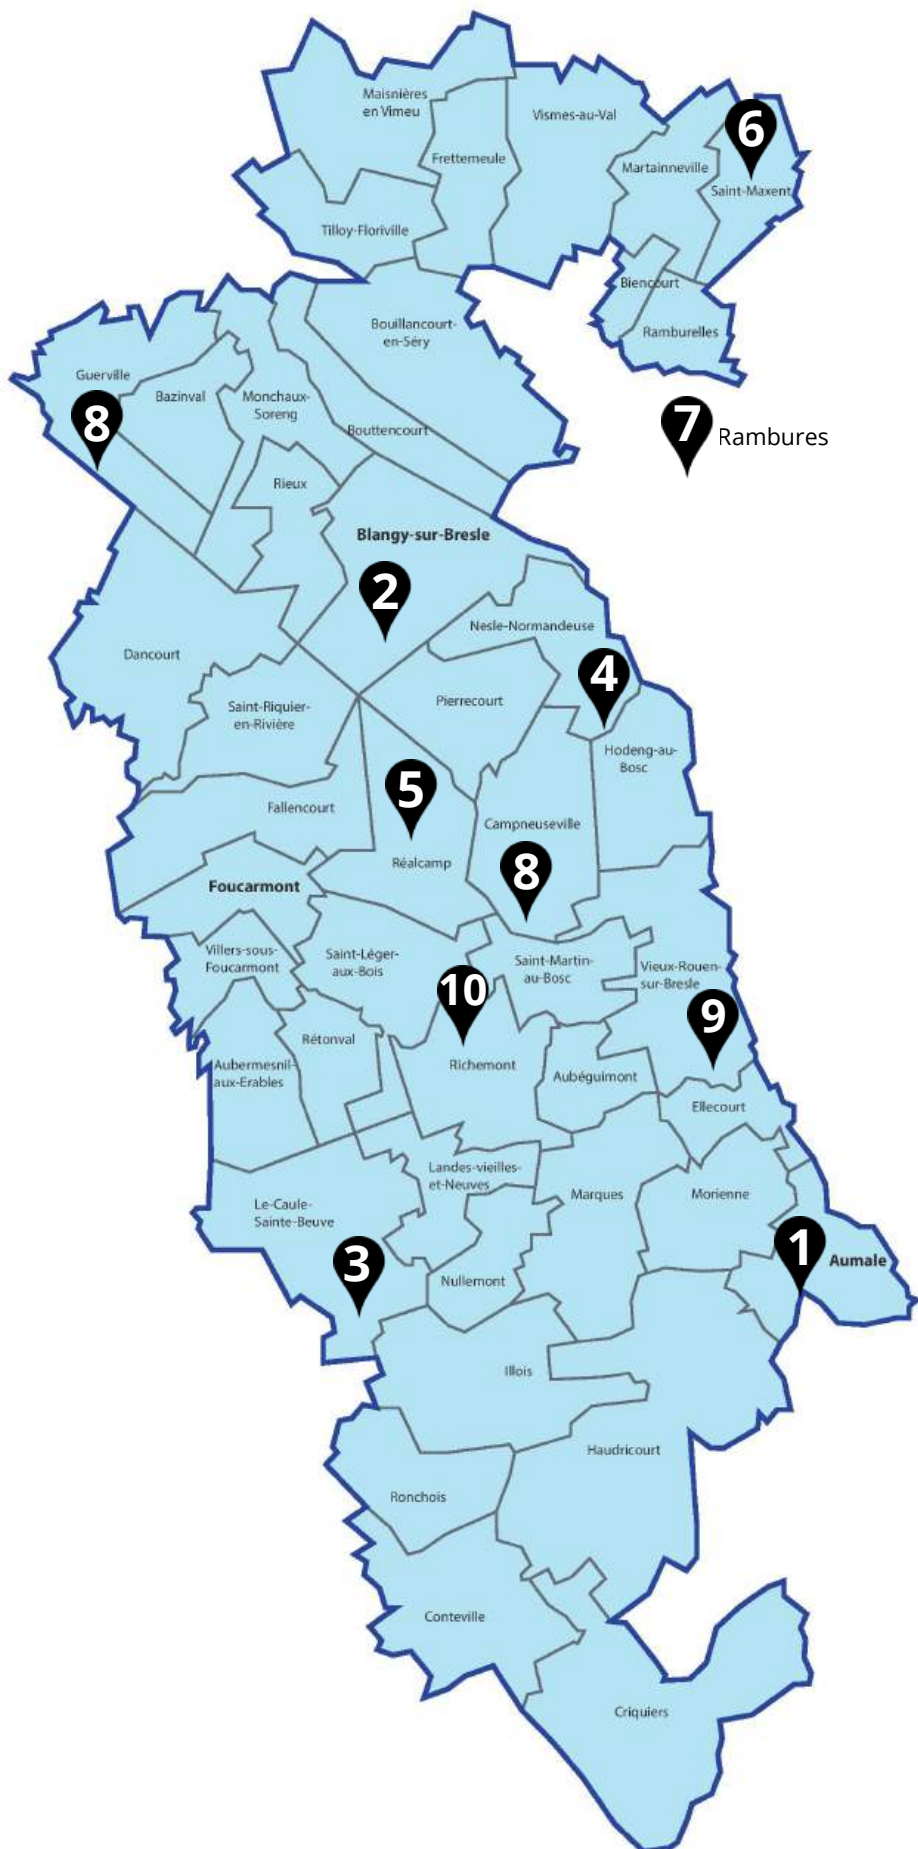 Maisnières
en Vimeu
Vismes-au-Val
6
Frettemeule
Martainneville
Saint-Maxent
Tilloy-Floriville
Biencourt
Bouillancourt-
en-Séry
Ramburelles
Guerville
Bazinval
Monchaux-
Soreng
8
7
Rambures
Bouttencourt
Rieux
Blangy-sur-Bresle
2
Nesle-Normandeuse
Dancourt
4
Pierrecourt
Saint-Riquier-
en-Rivière
Hodeng-au-
Bosc
5
Fallencourt
Campneuseville
Réalcamp
8
Foucarmont
Villers-sous-
Foucarmont
Saint-Léger-
aux-Bois
Saint-Martin-
au-Bosc
Vieux-Rouen-
sur-Bresle
10
9
Rétonval
Aubermesnil-
aux-Erables
Richemont
Aubéguimont
Ellecourt
Landes-vieilles-
et-Neuves
Marques
Morienne
Le-Caule-
Sainte-Beuve
1
Aumale
3
Nullemont
Illois
Haudricourt
Ronchois
Conteville
Criquiers